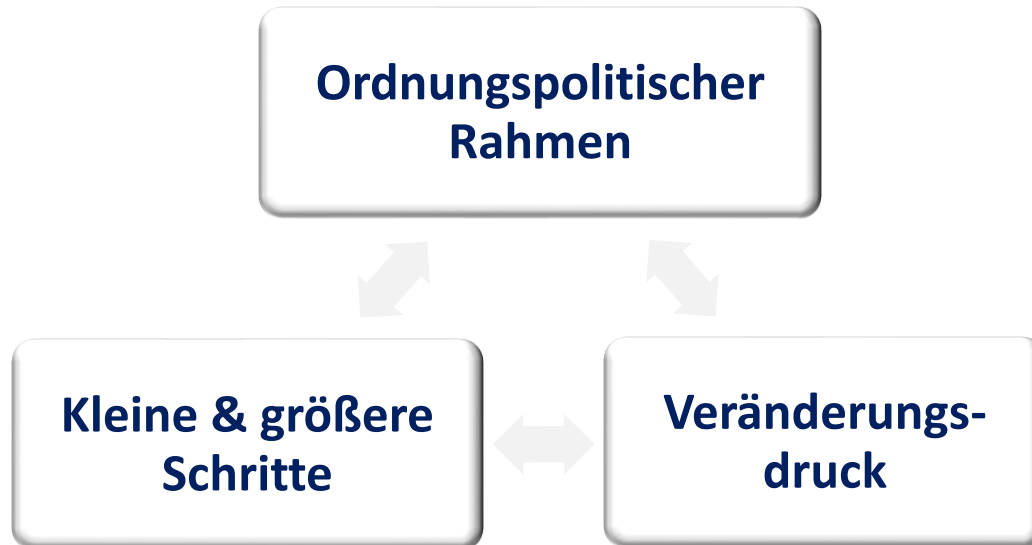 Ordnungspolitischer
Rahmen
Kleine & größere
Schritte
Veränderungs-
druck